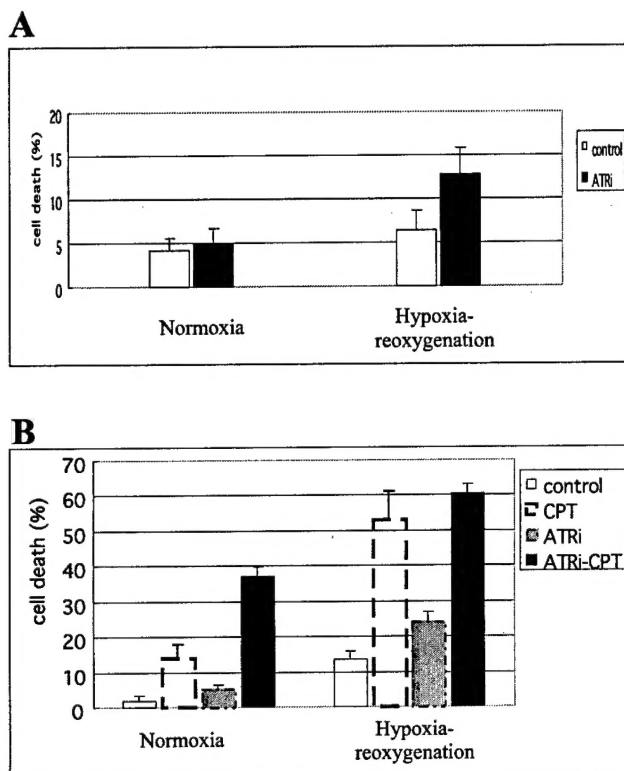 A
20
15
10
5
0
cell death (%)
control
ATRi
Normoxia
Hypoxia-
reoxygenation
B
70
60
50
40
30
20
10
0
cell death (%)
control
CPT
ATRi
ATRi-CPT
Normoxia
Hypoxia-
reoxygenation